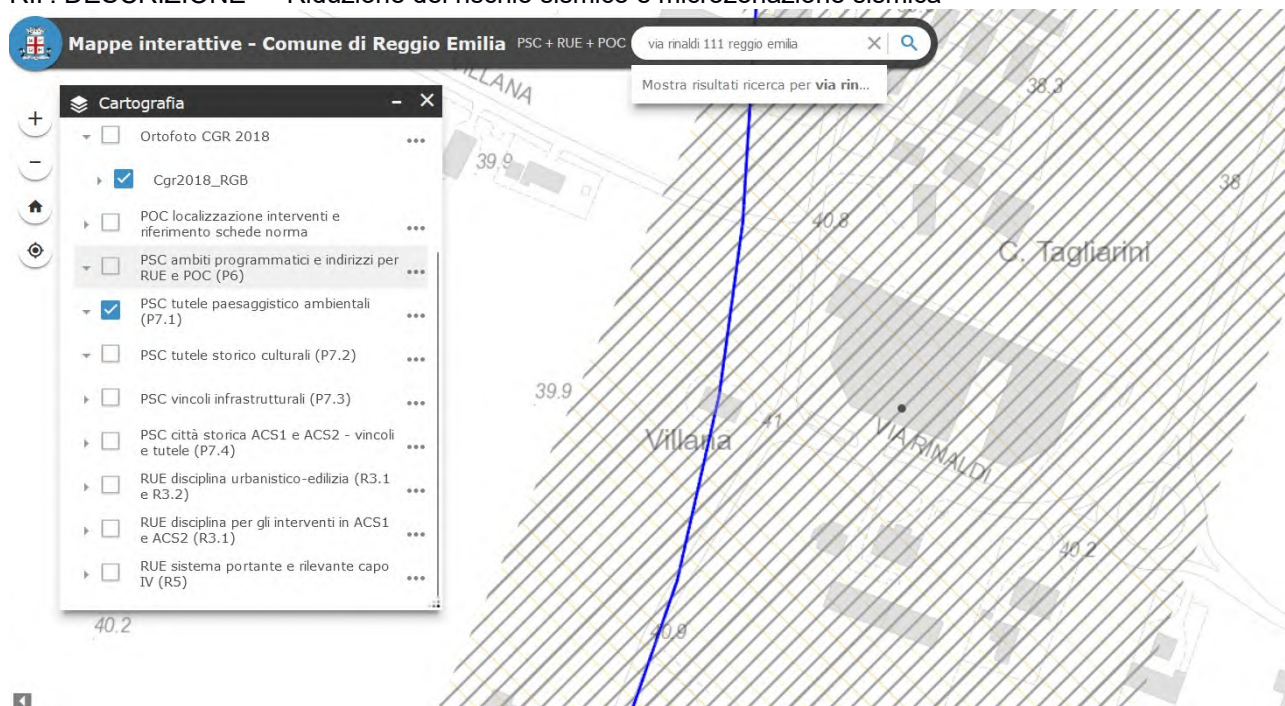 RIF. DESCRIZIONE Riduzione del rischio sismico e microzonazione sismica
Mappe interattive - Comune di Reggio Emilia PSC + RUE + POC
via rinaldi 111 reggio emilia
Mostra risultati ricerca per via rin...
Cartografia
Ortofoto CGR 2018
Cgr2018_RGB
POC localizzazione interventi e
riferimento schede norma
PSC ambiti programmatici e indirizzi per
RUE e POC (P6)
PSC tutele paesaggistico ambientali
(P7.1)
PSC tutele storico culturali (P7.2)
PSC vincoli infrastrutturali (P7.3)
PSC città storica ACS1 e ACS2 - vincoli
e tutele (P7.4)
RUE disciplina urbanistico-edilizia (R3.1
e R3.2)
RUE disciplina per gli interventi in ACS1
e ACS2 (R3.1)
RUE sistema portante e rilevante capo
IV (R5)
VILLANA
38.3
39.9
38
40.8
C. Tagliarini
39.9
Villana
41
VIA RINALDI
40.2
40.2
40.9